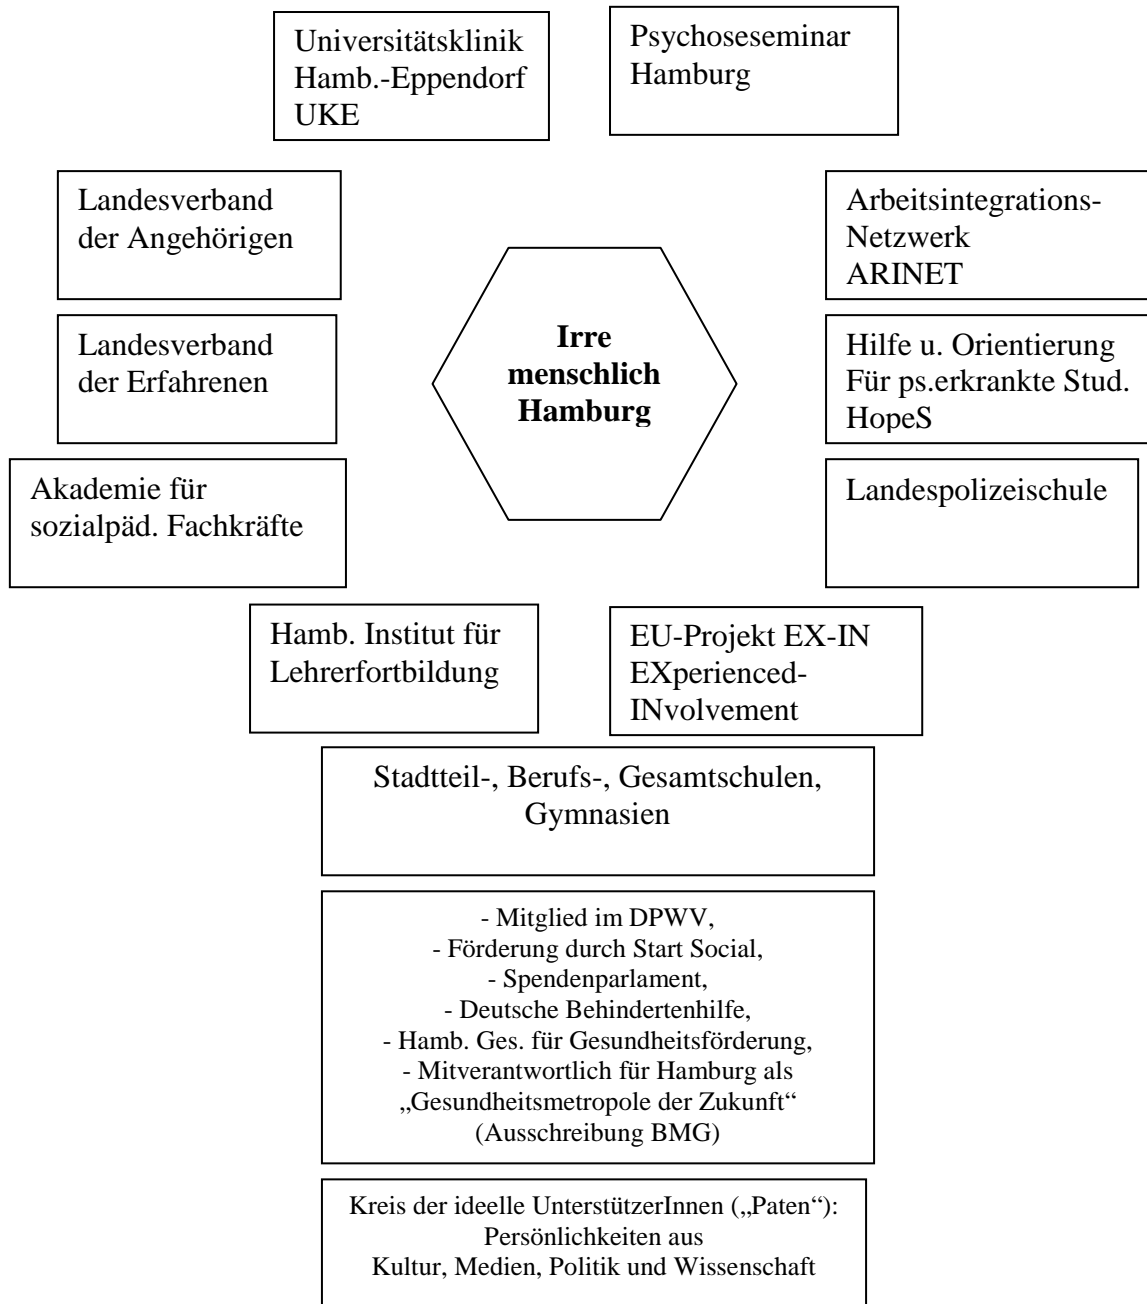 Universitätsklinik
Hamb.-Eppendorf
UKE
Psychoseseminar
Hamburg
Landesverband
der Angehörigen
Arbeitsintegrations-
Netzwerk
ARINET
Irre
menschlich
Hamburg
Landesverband
der Erfahrenen
Hilfe u. Orientierung
Für ps.erkrankte Stud.
HopeS
Akademie für
sozialpäd. Fachkräfte
Landespolizeischule
Hamb. Institut für
Lehrerfortbildung
EU-Projekt EX-IN
EXperienced-
INvolvement
Stadtteil-, Berufs-, Gesamtschulen,
Gymnasien
- Mitglied im DPWV,
- Förderung durch Start Social,
- Spendenparlament,
- Deutsche Behindertenhilfe,
- Hamb. Ges. für Gesundheitsförderung,
- Mitverantwortlich für Hamburg als
„Gesundheitsmetropole der Zukunft“
(Ausschreibung BMG)
Kreis der ideelle UnterstützerInnen („Paten“):
Persönlichkeiten aus
Kultur, Medien, Politik und Wissenschaft